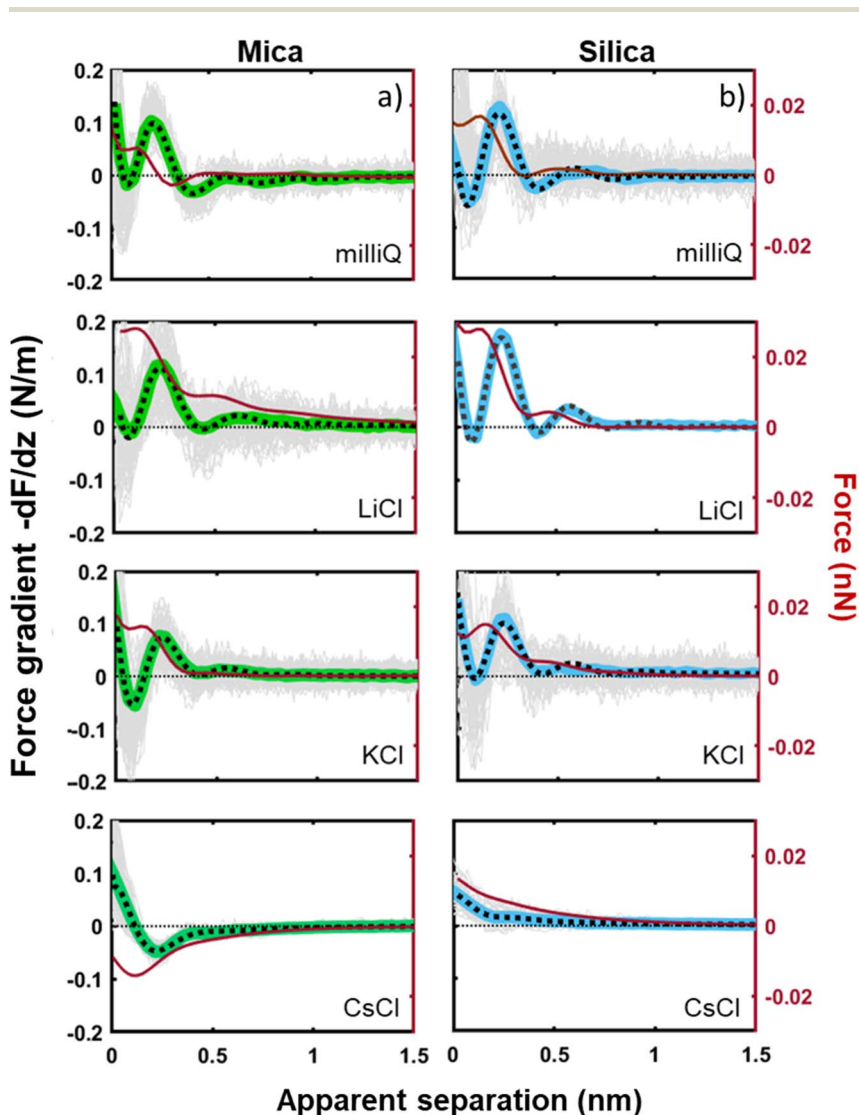 Mica
Silica
a)
b)
0.2
0.1
0
-0.1
-0.2
milliQ
milliQ
0.02
0
-0.02
0.2
0.1
0
-0.1
-0.2
LiCl
LiCl
0.02
0
-0.02
0.2
0.1
0
-0.1
-0.2
KCl
KCl
0.02
0
-0.02
0.2
0.1
0
-0.1
-0.2
CsCl
CsCl
0.02
0
-0.02
0 0.5 1 1.5
0 0.5 1 1.5
Force gradient -dF/dz (N/m)
Force (nN)
Apparent separation (nm)